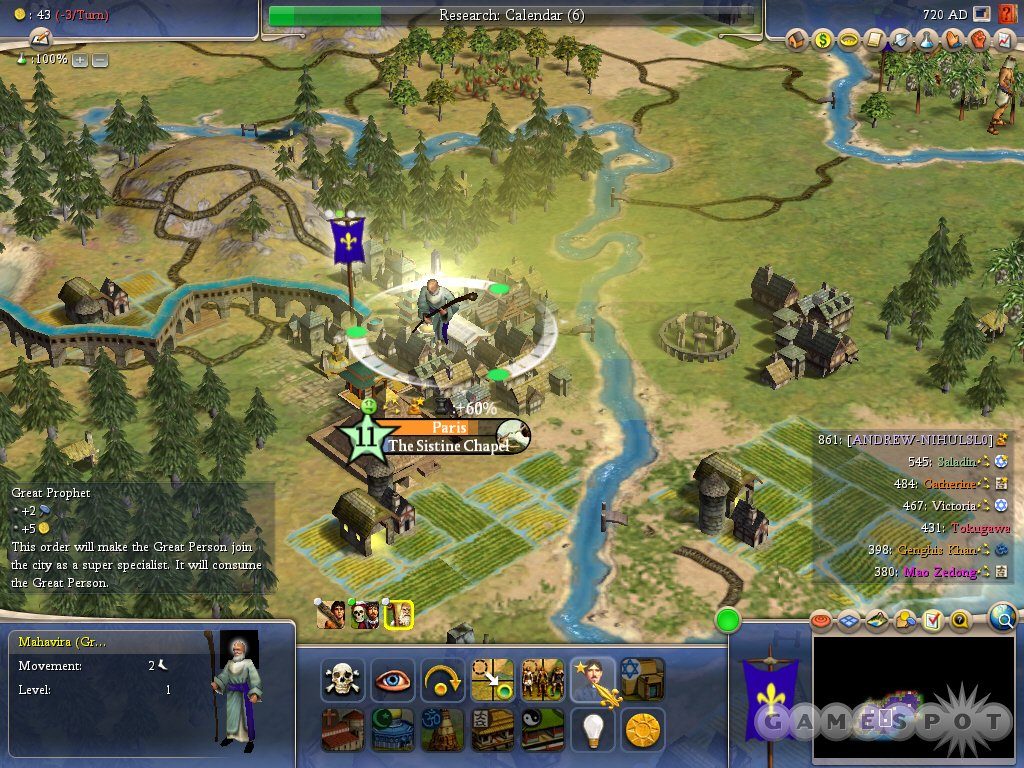 : 43 (-3/Turn)
Research: Calendar (6)
720 AD
:100%
+60%
11
Paris
The Sistine Chapel
861: [ANDREW-NIHULSL0]
545: Saladin
484: Catherine
467: Victoria
431: Tokugawa
398: Genghis Khan
380: Mao Zedong
Great Prophet
+2
+5
This order will make the Great Person join
the city as a super specialist. It will consume
the Great Person.
Mahavira (Gr...
Movement: 2
Level: 1
GAMESPOT